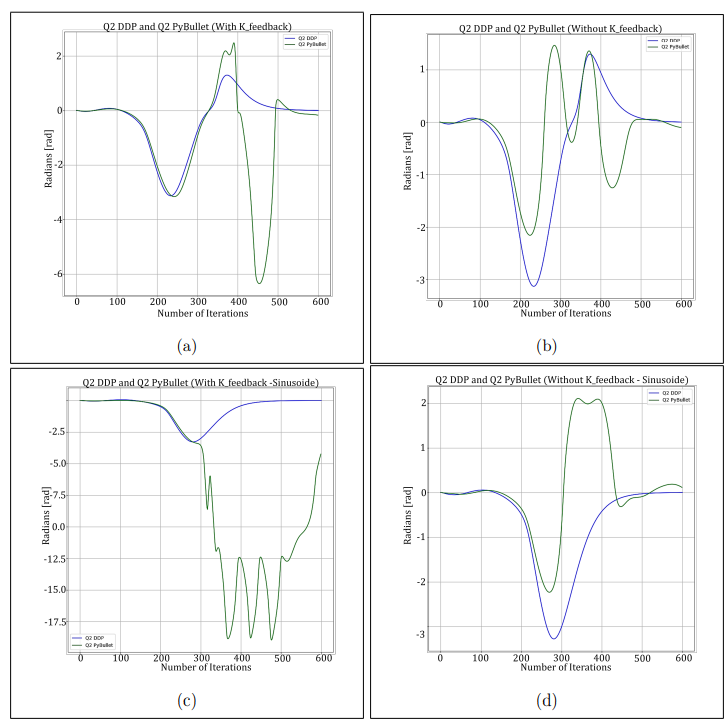 Q2 DDP and Q2 PyBullet (With K_feedback)
Q2 DDP
Q2 PyBullet
2
0
-2
-4
-6
Radians [rad]
0 100 200 300 400 500 600
Number of Iterations
(a)
Q2 DDP and Q2 PyBullet (Without K_feedback)
Q2 DDP
Q2 PyBullet
1
0
-1
-2
-3
Radians [rad]
0 100 200 300 400 500 600
Number of Iterations
(b)
Q2 DDP and Q2 PyBullet (With K_feedback -Sinusoide)
-2.5
-5.0
-7.5
0.0
-12.5
-15.0
-17.5
Radians [rad]
Q2 DDP
Q2 PyBullet
0 100 200 300 400 500 600
Number of Iterations
(c)
Q2 DDP and Q2 PyBullet (Without K_feedback - Sinusoide)
Q2 DDP
Q2 PyBullet
2
1
0
-1
-2
-3
Radians [rad]
0 100 200 300 400 500 600
Number of Iterations
(d)